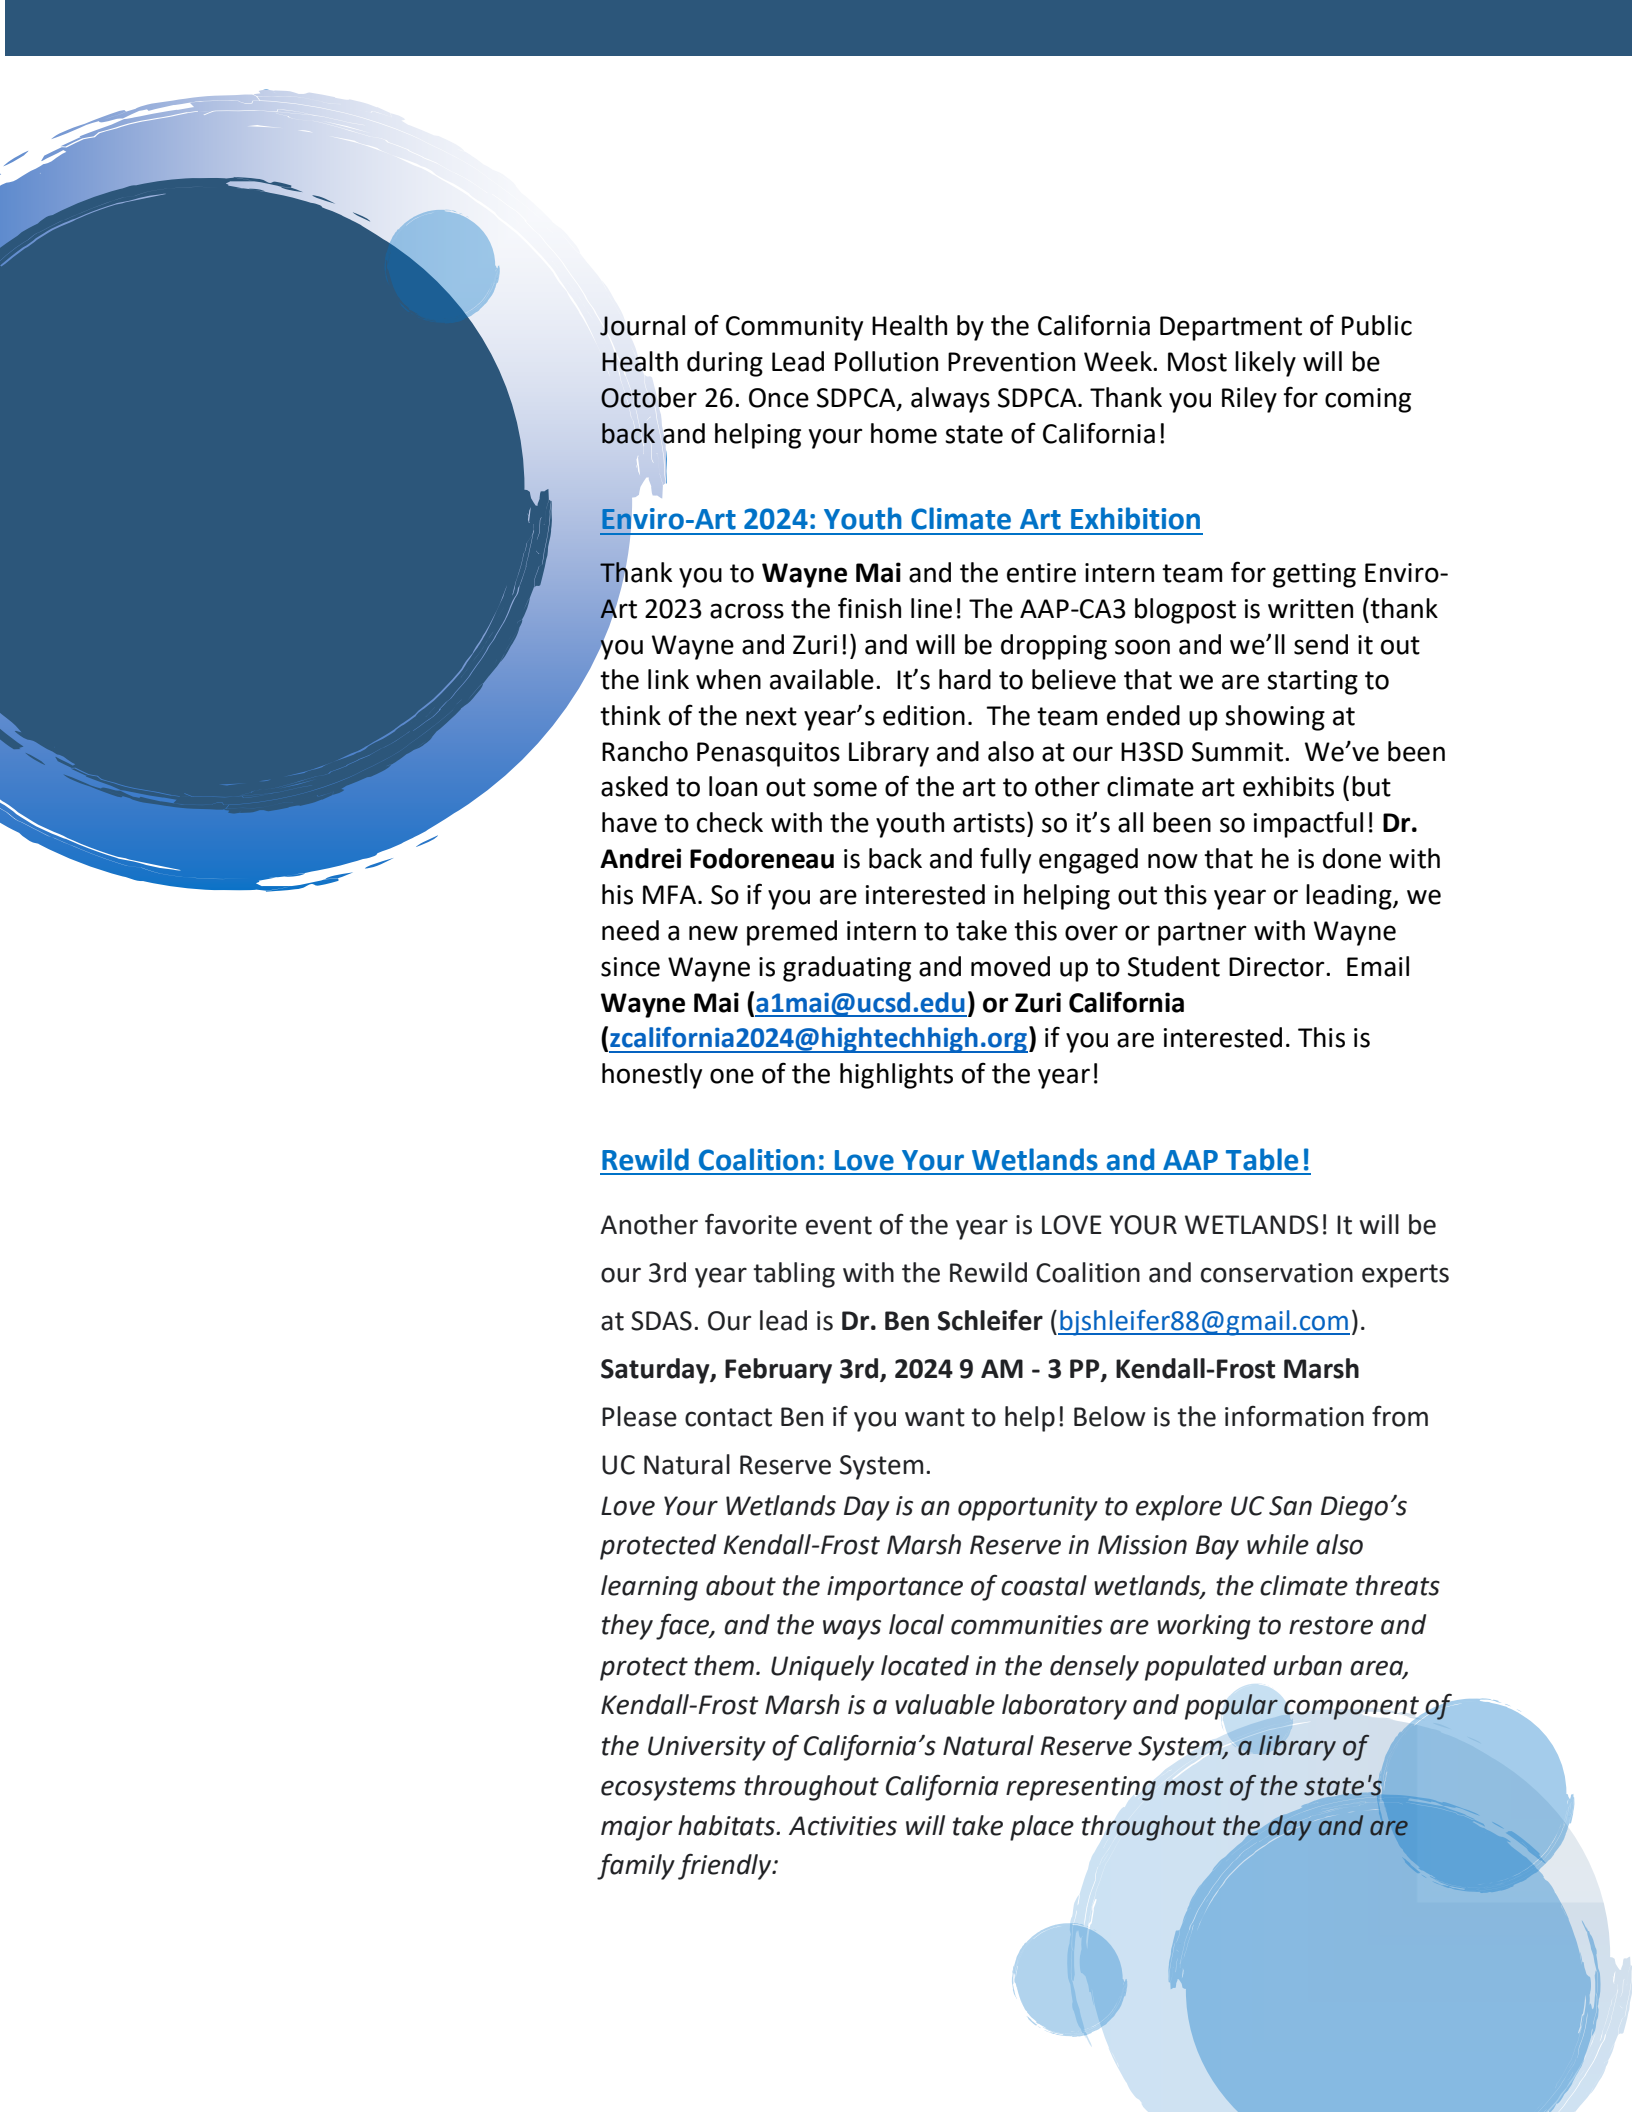 Journal of Community Health by the California Department of Public
Health during Lead Pollution Prevention Week. Most likely will be
October 26. Once SDPCA, always SDPCA. Thank you Riley for coming
back and helping your home state of California!
Enviro-Art 2024: Youth Climate Art Exhibition
Thank you to Wayne Mai and the entire intern team for getting Enviro-
Art 2023 across the finish line! The AAP-CA3 blogpost is written (thank
you Wayne and Zuri!) and will be dropping soon and we’ll send it out
the link when available.  It’s hard to believe that we are starting to
think of the next year’s edition.  The team ended up showing at
Rancho Penasquitos Library and also at our H3SD Summit.  We’ve been
asked to loan out some of the art to other climate art exhibits (but
have to check with the youth artists) so it’s all been so impactful! Dr.
Andrei Fodoreneau is back and fully engaged now that he is done with
his MFA. So if you are interested in helping out this year or leading, we
need a new premed intern to take this over or partner with Wayne
since Wayne is graduating and moved up to Student Director.  Email
Wayne Mai (a1mai@ucsd.edu) or Zuri California
(zcalifornia2024@hightechhigh.org) if you are interested. This is
honestly one of the highlights of the year!
Rewild Coalition: Love Your Wetlands and AAP Table!
Another favorite event of the year is LOVE YOUR WETLANDS! It will be
our 3rd year tabling with the Rewild Coalition and conservation experts
at SDAS. Our lead is Dr. Ben Schleifer (bjshleifer88@gmail.com).
Saturday, February 3rd, 2024 9 AM - 3 PP, Kendall-Frost Marsh
Please contact Ben if you want to help! Below is the information from
UC Natural Reserve System.
Love Your Wetlands Day is an opportunity to explore UC San Diego’s
protected Kendall-Frost Marsh Reserve in Mission Bay while also
learning about the importance of coastal wetlands, the climate threats
they face, and the ways local communities are working to restore and
protect them. Uniquely located in the densely populated urban area,
Kendall-Frost Marsh is a valuable laboratory and popular component of
the University of California’s Natural Reserve System, a library of
ecosystems throughout California representing most of the state's
major habitats. Activities will take place throughout the day and are
family friendly: